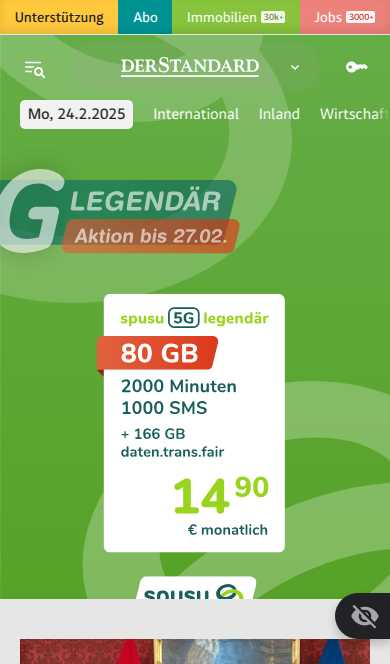 Unterstützung Abo Immobilien 30k+ Jobs 3000+
DERSTANDARD
Mo, 24.2.2025 International Inland Wirtschaft
G LEGENDÄR
Aktion bis 27.02.
spusu 5G legendär
80 GB
2000 Minuten
1000 SMS
+ 166 GB
daten.trans.fair
14 90
€ monatlich
spusu